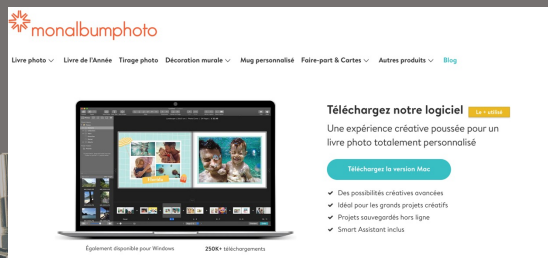 monalbumphoto
Livre photo Livre de l'Année Tirage photo Décoration murale Mug personnalisé Faire-part & Cartes Autres produits Blog
Téléchargez notre logiciel Le + utilisé
Une expérience créative poussée pour un
livre photo totalement personnalisé
Téléchargez la version Mac
Des possibilités créatives avancées
Idéal pour les grands projets créatifs
Projets sauvegardés hors ligne
Smart Assistant inclus
Également disponible pour Windows 250K+ téléchargements